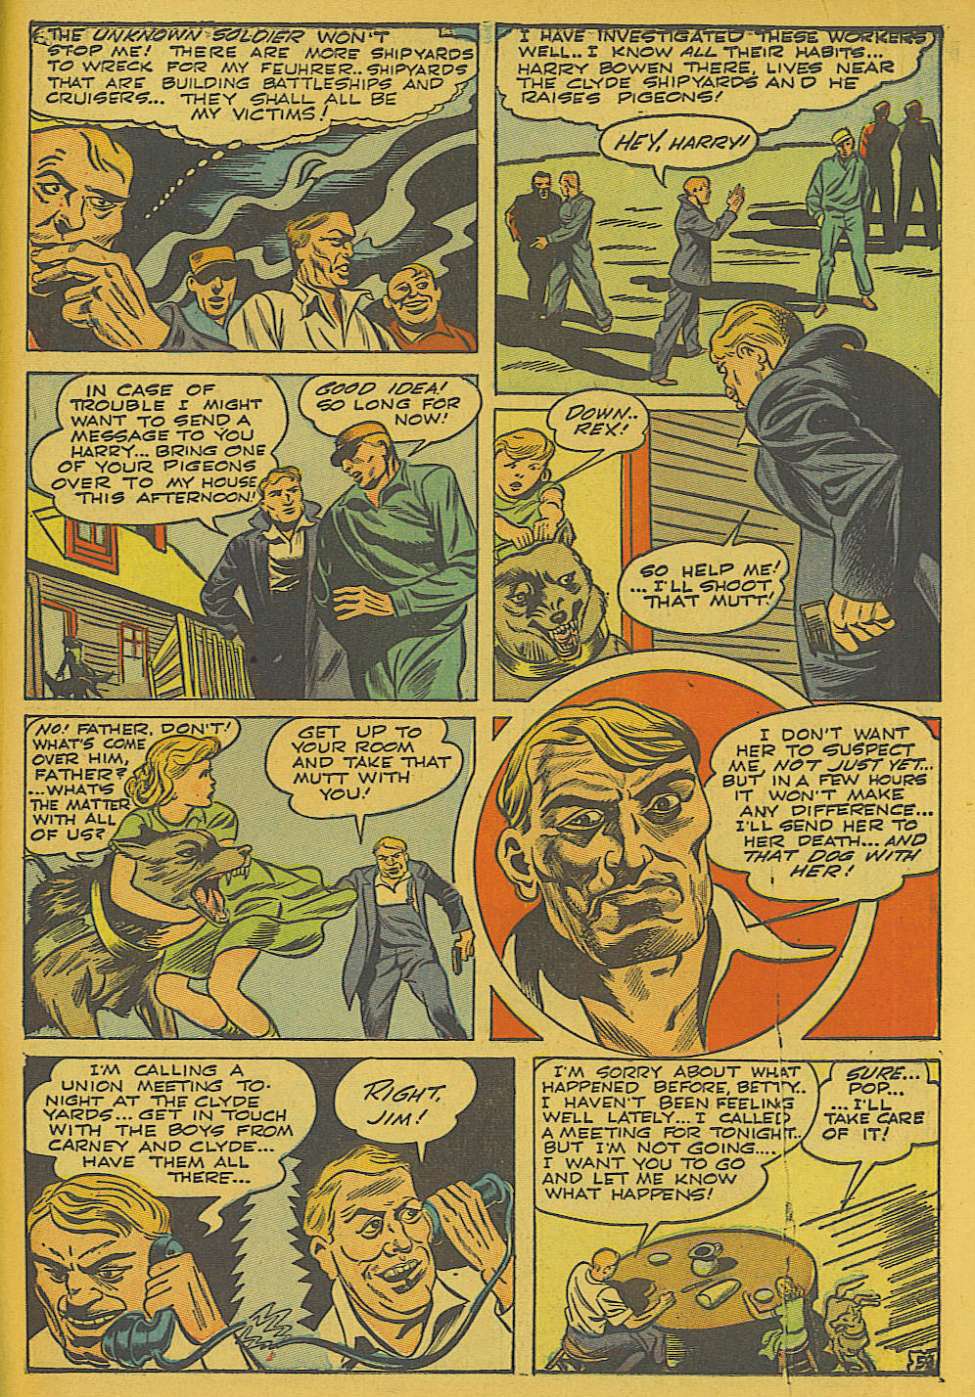 THE UNKNOWN SOLDIER WON'T
STOP ME! THERE ARE MORE SHIPYARDS
TO WRECK FOR MY FEUHRER.. SHIPYARDS
THAT ARE BUILDING BATTLESHIPS AND
CRUISERS... THEY SHALL ALL BE
MY VICTIMS!
I HAVE INVESTIGATED THESE WORKERS
WELL.. I KNOW ALL THEIR HABITS...
HARRY BOWEN THERE, LIVES NEAR
THE CLYDE SHIPYARDS AND HE
RAISES PIGEONS!
HEY, HARRY!
IN CASE OF
TROUBLE I MIGHT
WANT TO SEND A
MESSAGE TO YOU
HARRY... BRING ONE
OF YOUR PIGEONS
OVER TO MY HOUSE
THIS AFTERNOON!
GOOD IDEA!
SO LONG FOR
NOW!
DOWN..
REX!
SO HELP ME!
... I'LL SHOOT
THAT MUTT!
NO! FATHER, DON'T!
WHAT'S COME
OVER HIM,
FATHER?
...WHAT'S
THE MATTER
WITH ALL
OF US?
GET UP TO
YOUR ROOM
AND TAKE THAT
MUTT WITH
YOU!
I DON'T WANT
HER TO SUSPECT
ME, NOT JUST YET...
BUT IN A FEW HOURS
IT WON'T MAKE
ANY DIFFERENCE...
I'LL SEND HER TO
HER DEATH... AND
THAT DOG WITH
HER!
I'M CALLING A
UNION MEETING TO-
NIGHT AT THE CLYDE
YARDS... GET IN TOUCH
WITH THE BOYS FROM
CARNEY AND CLYDE...
HAVE THEM ALL
THERE...
RIGHT,
JIM!
I'M SORRY ABOUT WHAT
HAPPENED BEFORE, BETTY..
I HAVEN'T BEEN FEELING
WELL LATELY... I CALLED
A MEETING FOR TONIGHT..
BUT I'M NOT GOING....
I WANT YOU TO GO
AND LET ME KNOW
WHAT HAPPENS!
SURE...
POP...
...I'LL
TAKE CARE
OF IT!